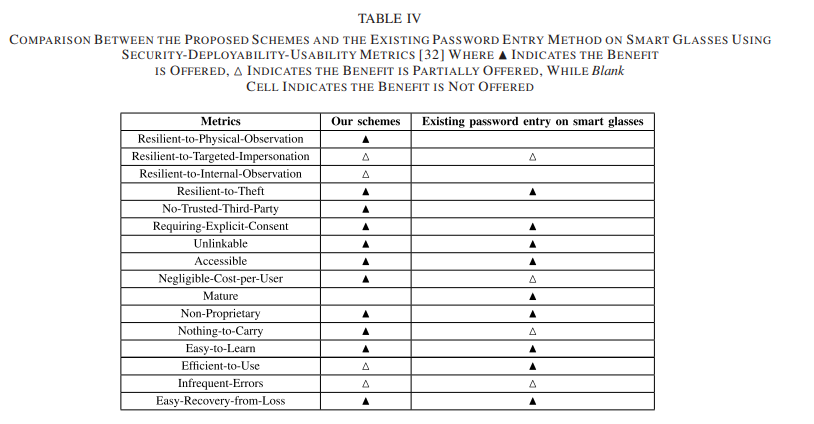 TABLE IV
COMPARISON BETWEEN THE PROPOSED SCHEMES AND THE EXISTING PASSWORD ENTRY METHOD ON SMART GLASSES USING
SECURITY-DEPLOYABILITY-USABILITY METRICS [32] WHERE ▲ INDICATES THE BENEFIT
IS OFFERED, △ INDICATES THE BENEFIT IS PARTIALLY OFFERED, WHILE Blank
CELL INDICATES THE BENEFIT IS NOT OFFERED
Metrics Our schemes Existing password entry on smart glasses
Resilient-to-Physical-Observation ▲
Resilient-to-Targeted-Impersonation △ △
Resilient-to-Internal-Observation △
Resilient-to-Theft ▲ ▲
No-Trusted-Third-Party ▲
Requiring-Explicit-Consent ▲ ▲
Unlinkable ▲ ▲
Accessible ▲ ▲
Negligible-Cost-per-User ▲ △
Mature ▲
Non-Proprietary ▲ ▲
Nothing-to-Carry ▲ △
Easy-to-Learn ▲ ▲
Efficient-to-Use △ ▲
Infrequent-Errors △ △
Easy-Recovery-from-Loss ▲ ▲